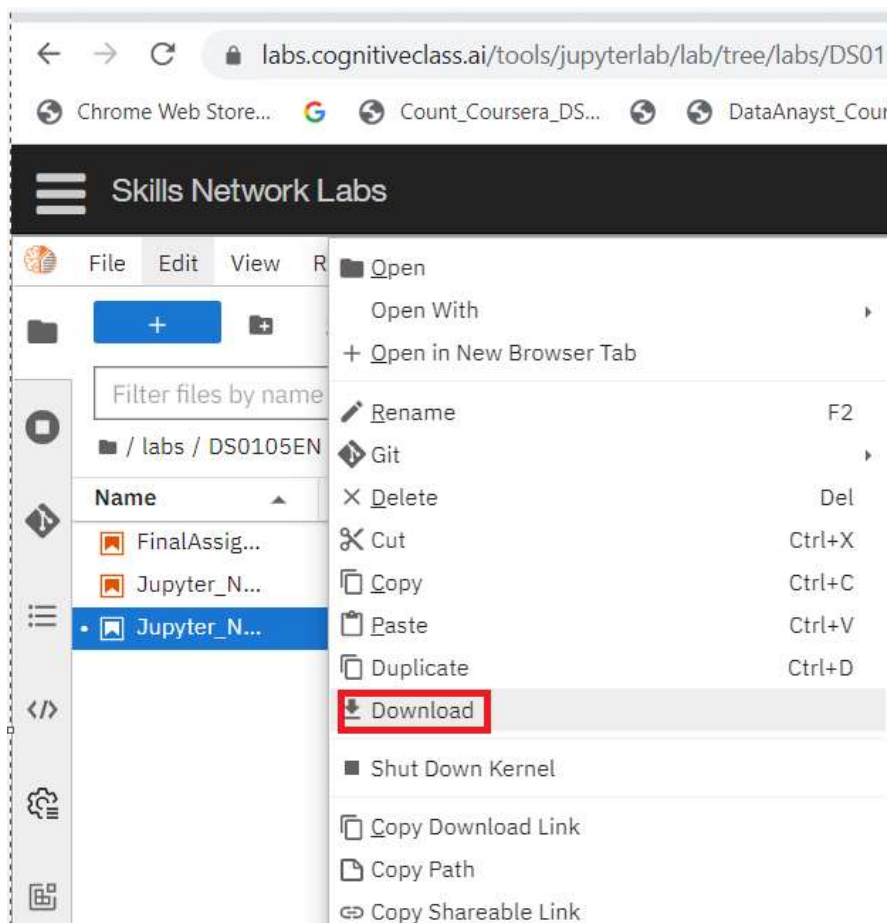 labs.cognitiveclass.ai/tools/jupyterlab/lab/tree/labs/DS01
Chrome Web Store... Count_Coursera_DS... DataAnayst_Cour
Skills Network Labs
File Edit View R
Open
Open With
+ Open in New Browser Tab
Filter files by name
Rename F2
/ labs / DS0105EN
Git
Name
Delete Del
FinalAssig...
Cut Ctrl+X
Jupyter_N...
Copy Ctrl+C
Jupyter_N...
Paste Ctrl+V
Duplicate Ctrl+D
Download
Shut Down Kernel
Copy Download Link
Copy Path
Copy Shareable Link